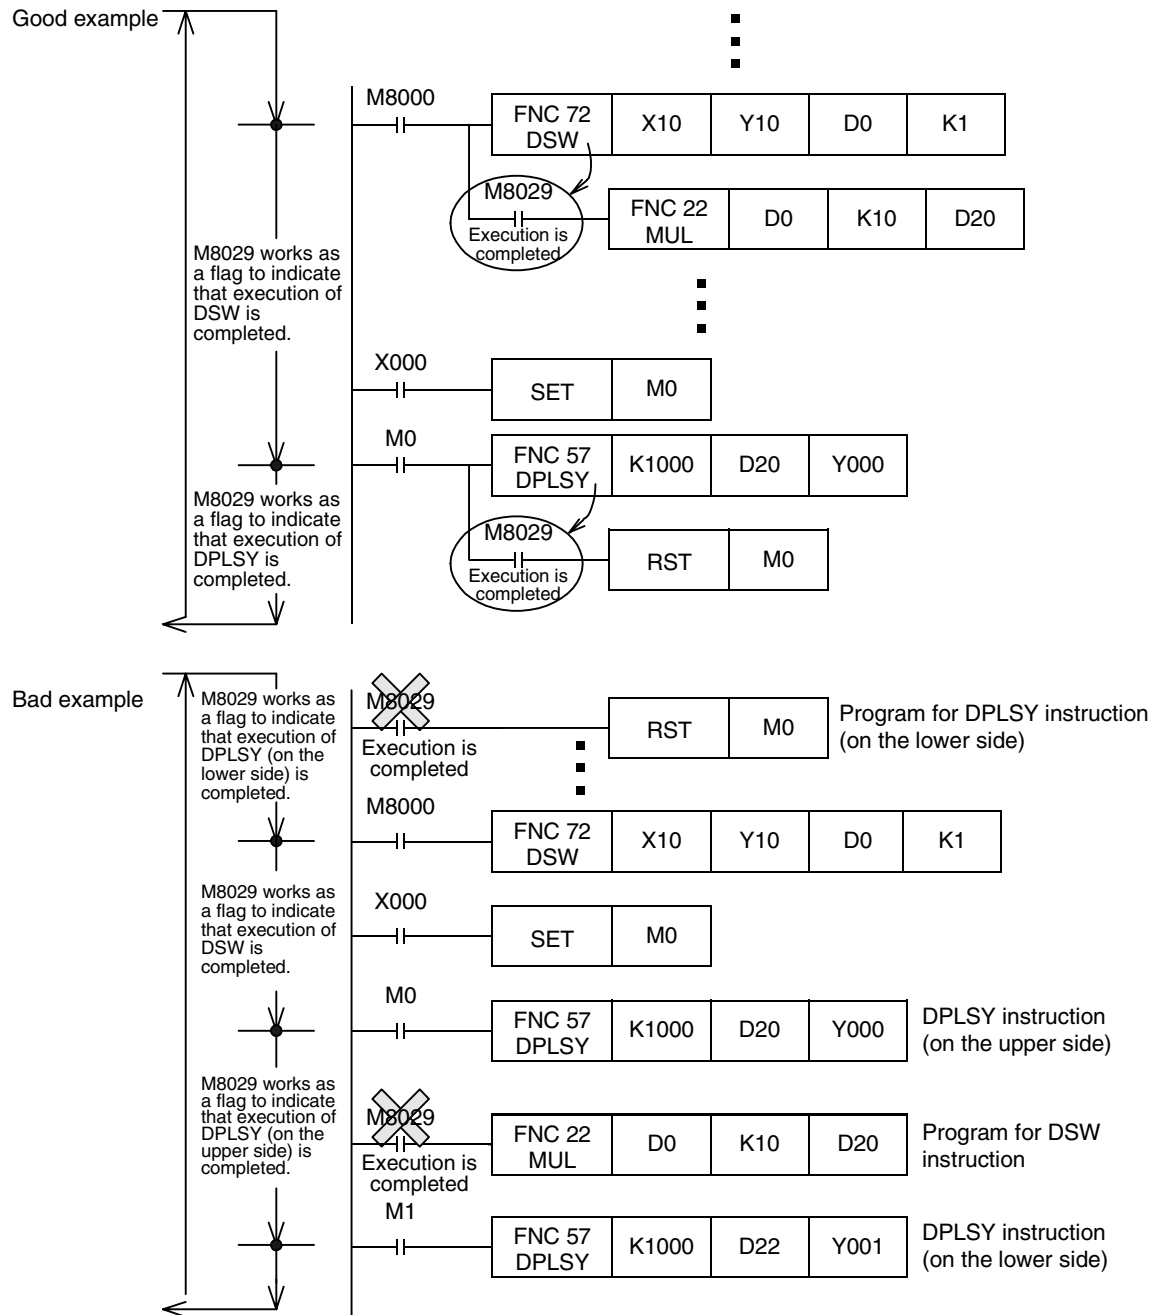 Good example
M8000
FNC 72
DSW
X10
Y10
D0
K1
M8029
Execution is
completed
FNC 22
MUL
D0
K10
D20
M8029 works as
a flag to indicate
that execution of
DSW is
completed.
X000
SET
M0
M0
FNC 57
DPLSY
K1000
D20
Y000
M8029 works as
a flag to indicate
that execution of
DPLSY is
completed.
M8029
Execution is
completed
RST
M0
Bad example
M8029 works as
a flag to indicate
that execution of
DPLSY (on the
lower side) is
completed.
M8029
Execution is
completed
RST
M0
Program for DPLSY instruction
(on the lower side)
M8000
FNC 72
DSW
X10
Y10
D0
K1
M8029 works as
a flag to indicate
that execution of
DSW is
completed.
X000
SET
M0
M0
FNC 57
DPLSY
K1000
D20
Y000
DPLSY instruction
(on the upper side)
M8029 works as
a flag to indicate
that execution of
DPLSY (on the
upper side) is
completed.
M8029
Execution is
completed
FNC 22
MUL
D0
K10
D20
Program for DSW
instruction
M1
FNC 57
DPLSY
K1000
D22
Y001
DPLSY instruction
(on the lower side)